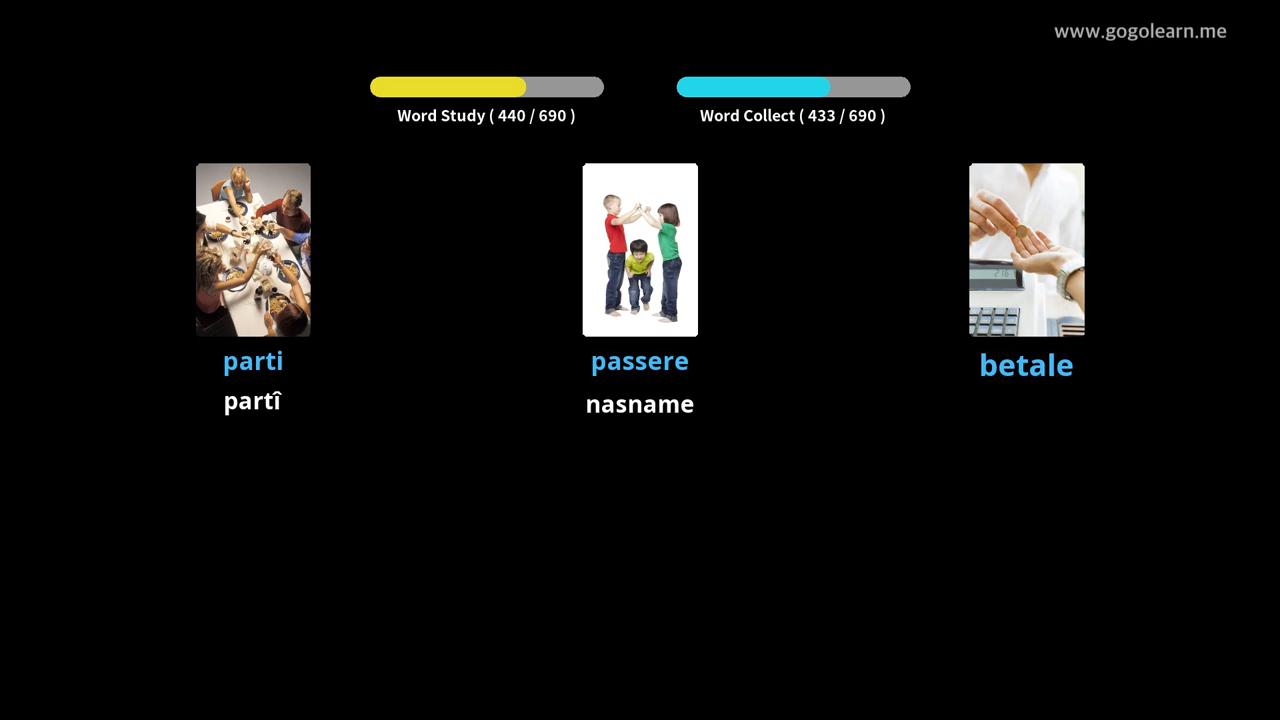 www.gogolearn.me
Word Study ( 440 / 690 )
Word Collect ( 433 / 690 )
parti
passere
betale
partî
nasname